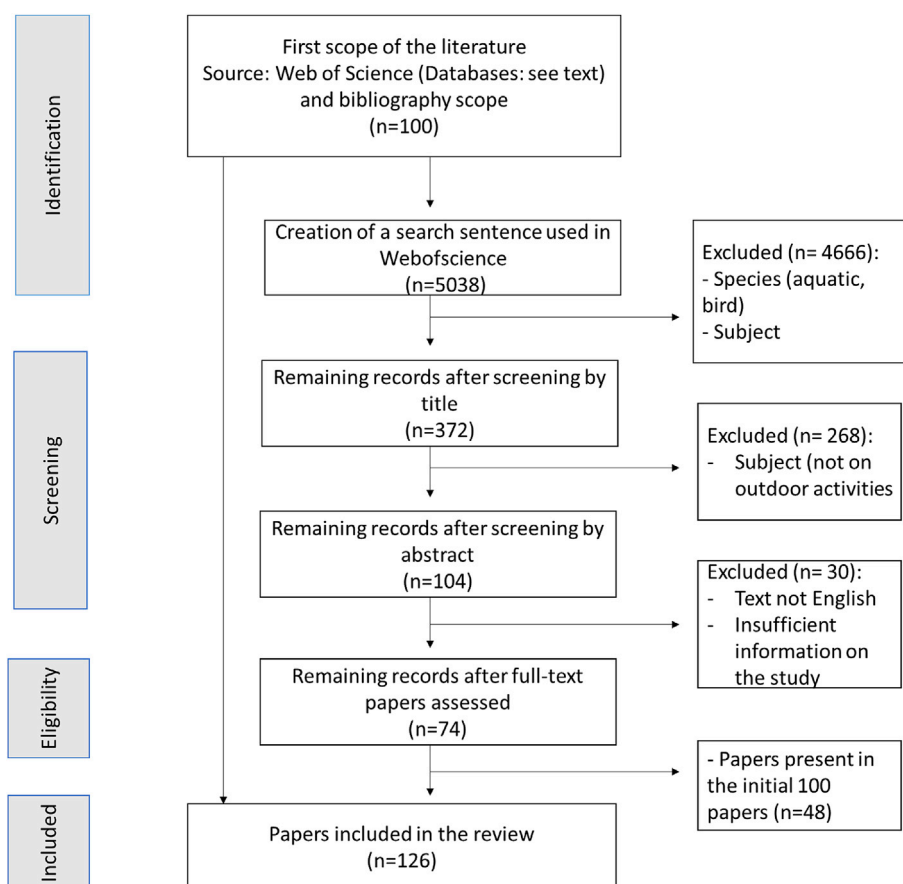 Identification
First scope of the literature
Source: Web of Science (Databases: see text)
and bibliography scope
(n=100)
Creation of a search sentence used in
Webofscience
(n=5038)
Excluded (n= 4666):
- Species (aquatic,
bird)
- Subject
Screening
Remaining records after screening by
title
(n=372)
Excluded (n= 268):
- Subject (not on
outdoor activities
Remaining records after screening by
abstract
(n=104)
Excluded (n= 30):
- Text not English
- Insufficient
information on
the study
Eligibility
Remaining records after full-text
papers assessed
(n=74)
- Papers present in
the initial 100
papers (n=48)
Included
Papers included in the review
(n=126)